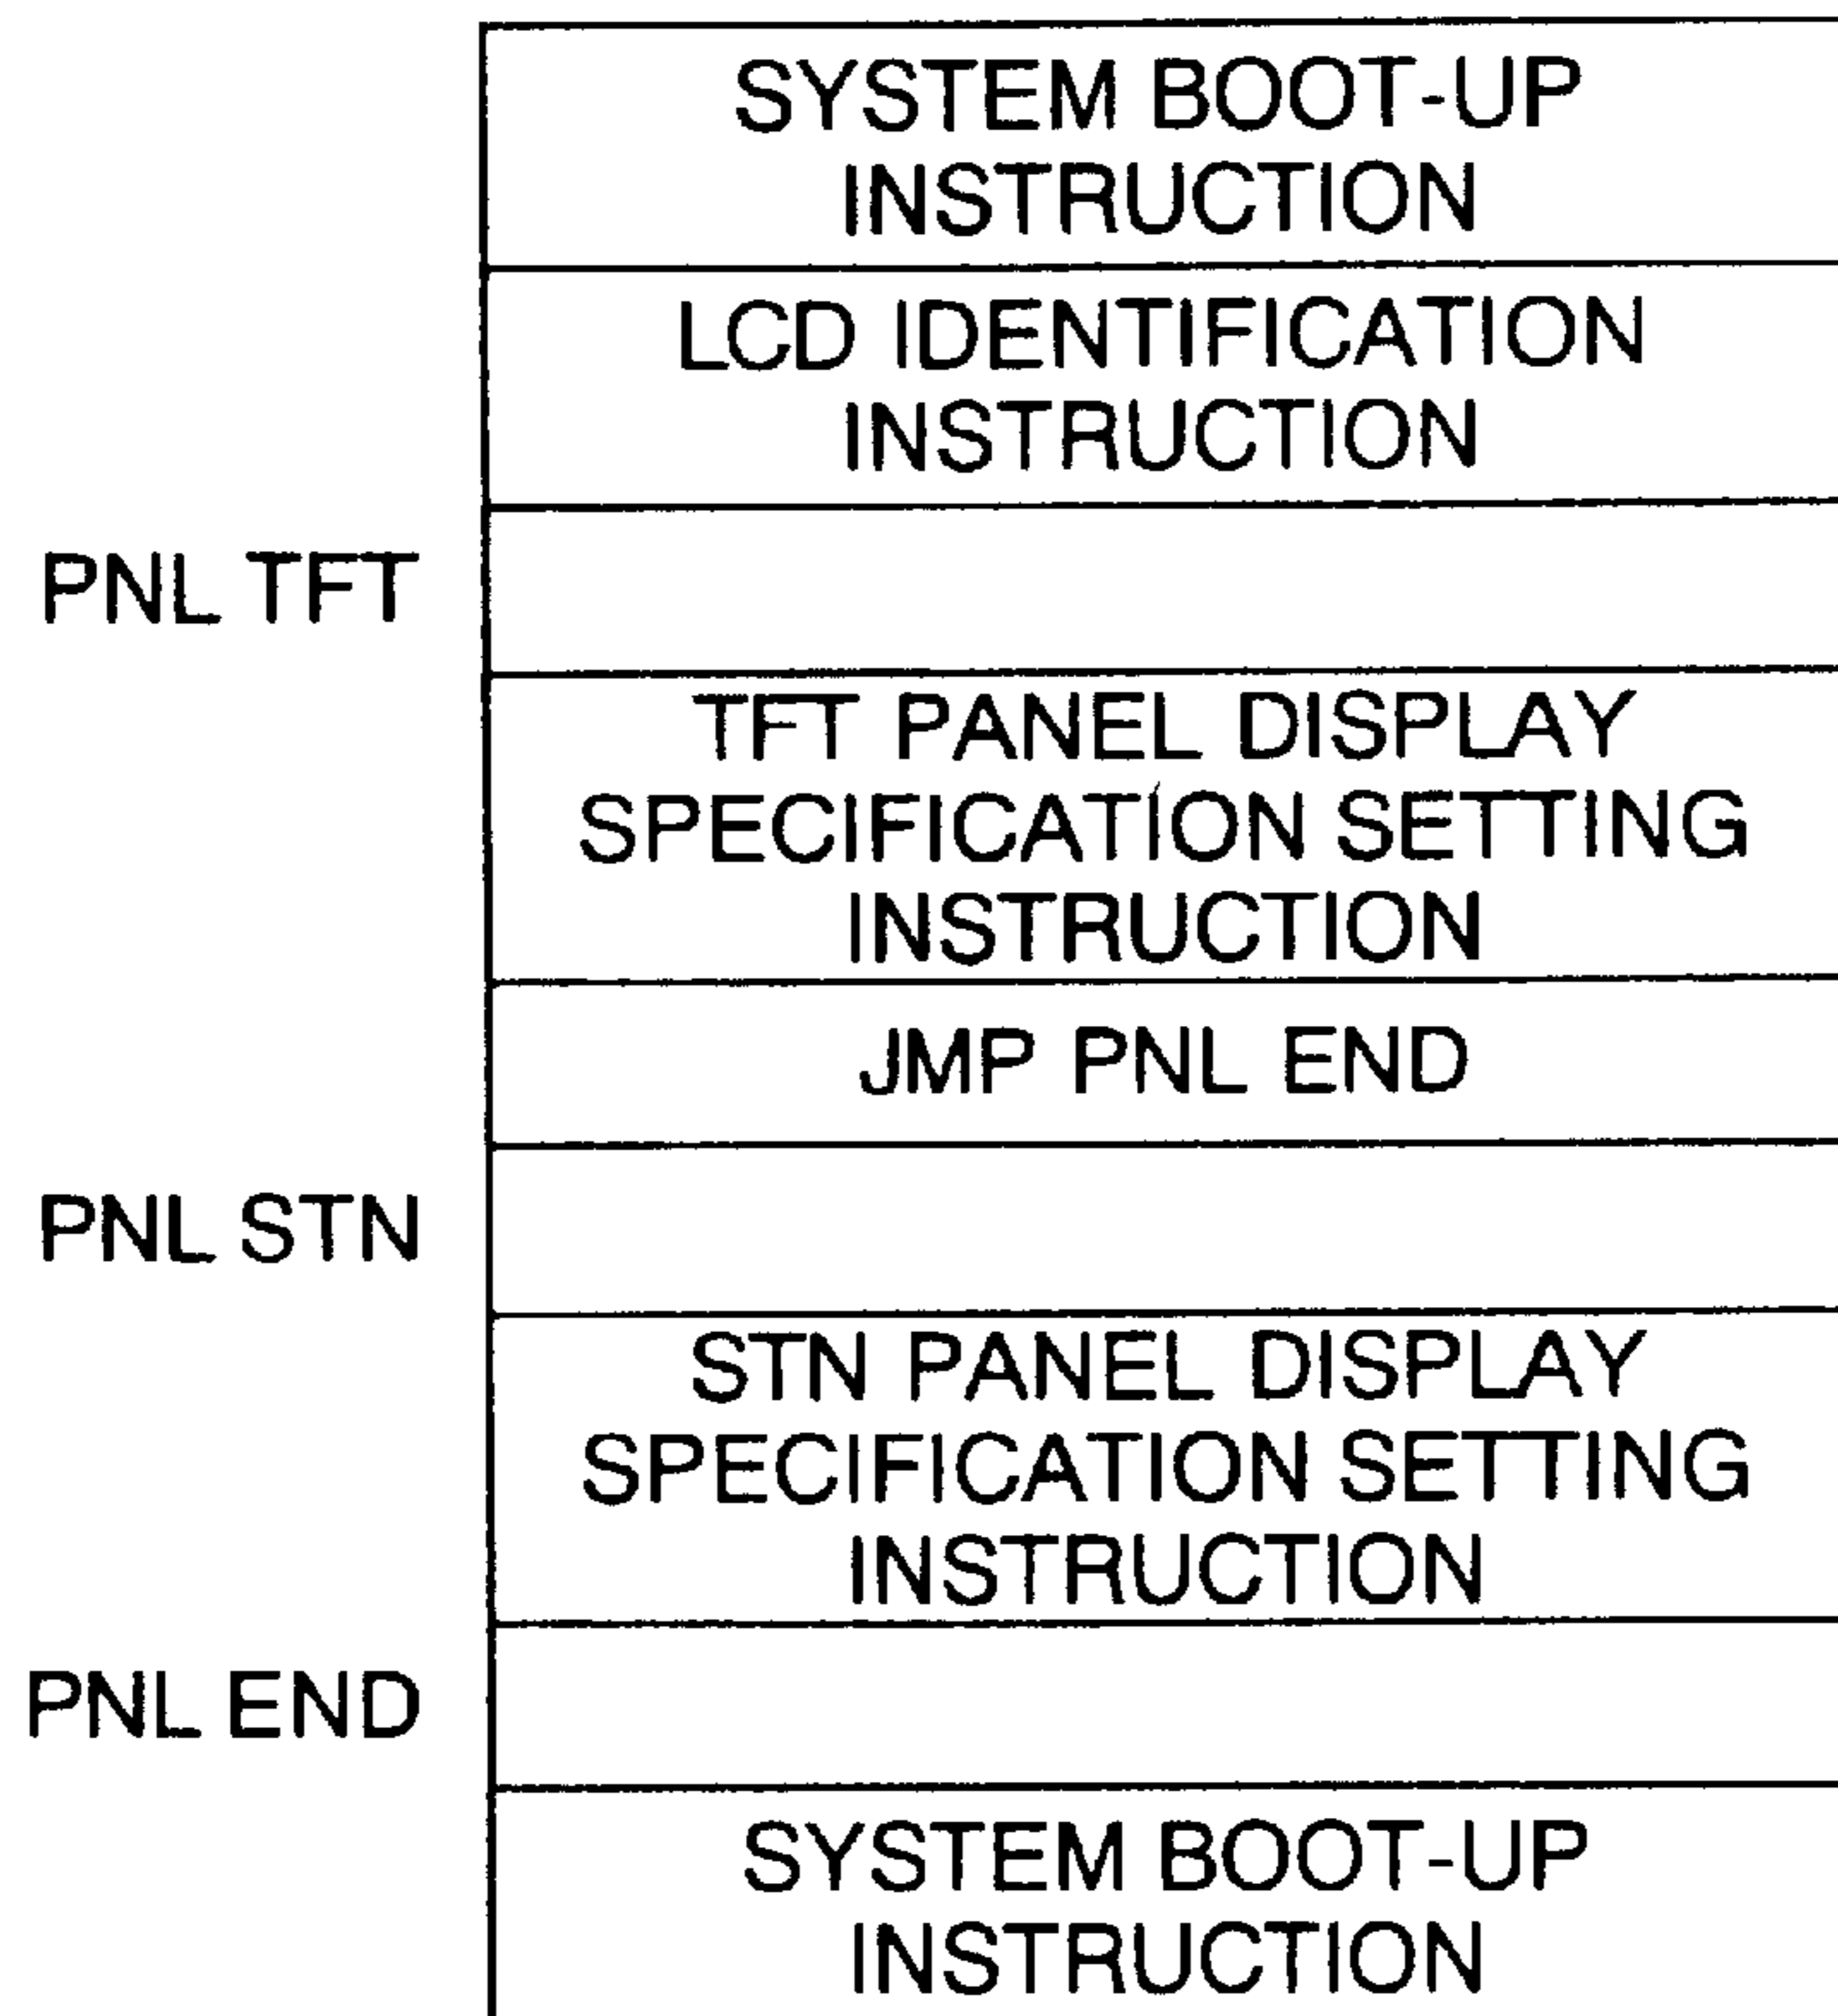 SYSTEM BOOT-UP
INSTRUCTION
LCD IDENTIFICATION
INSTRUCTION
PNL TFT
TFT PANEL DISPLAY
SPECIFICATION SETTING
INSTRUCTION
JMP PNL END
PNL STN
STN PANEL DISPLAY
SPECIFICATION SETTING
INSTRUCTION
PNL END
SYSTEM BOOT-UP
INSTRUCTION